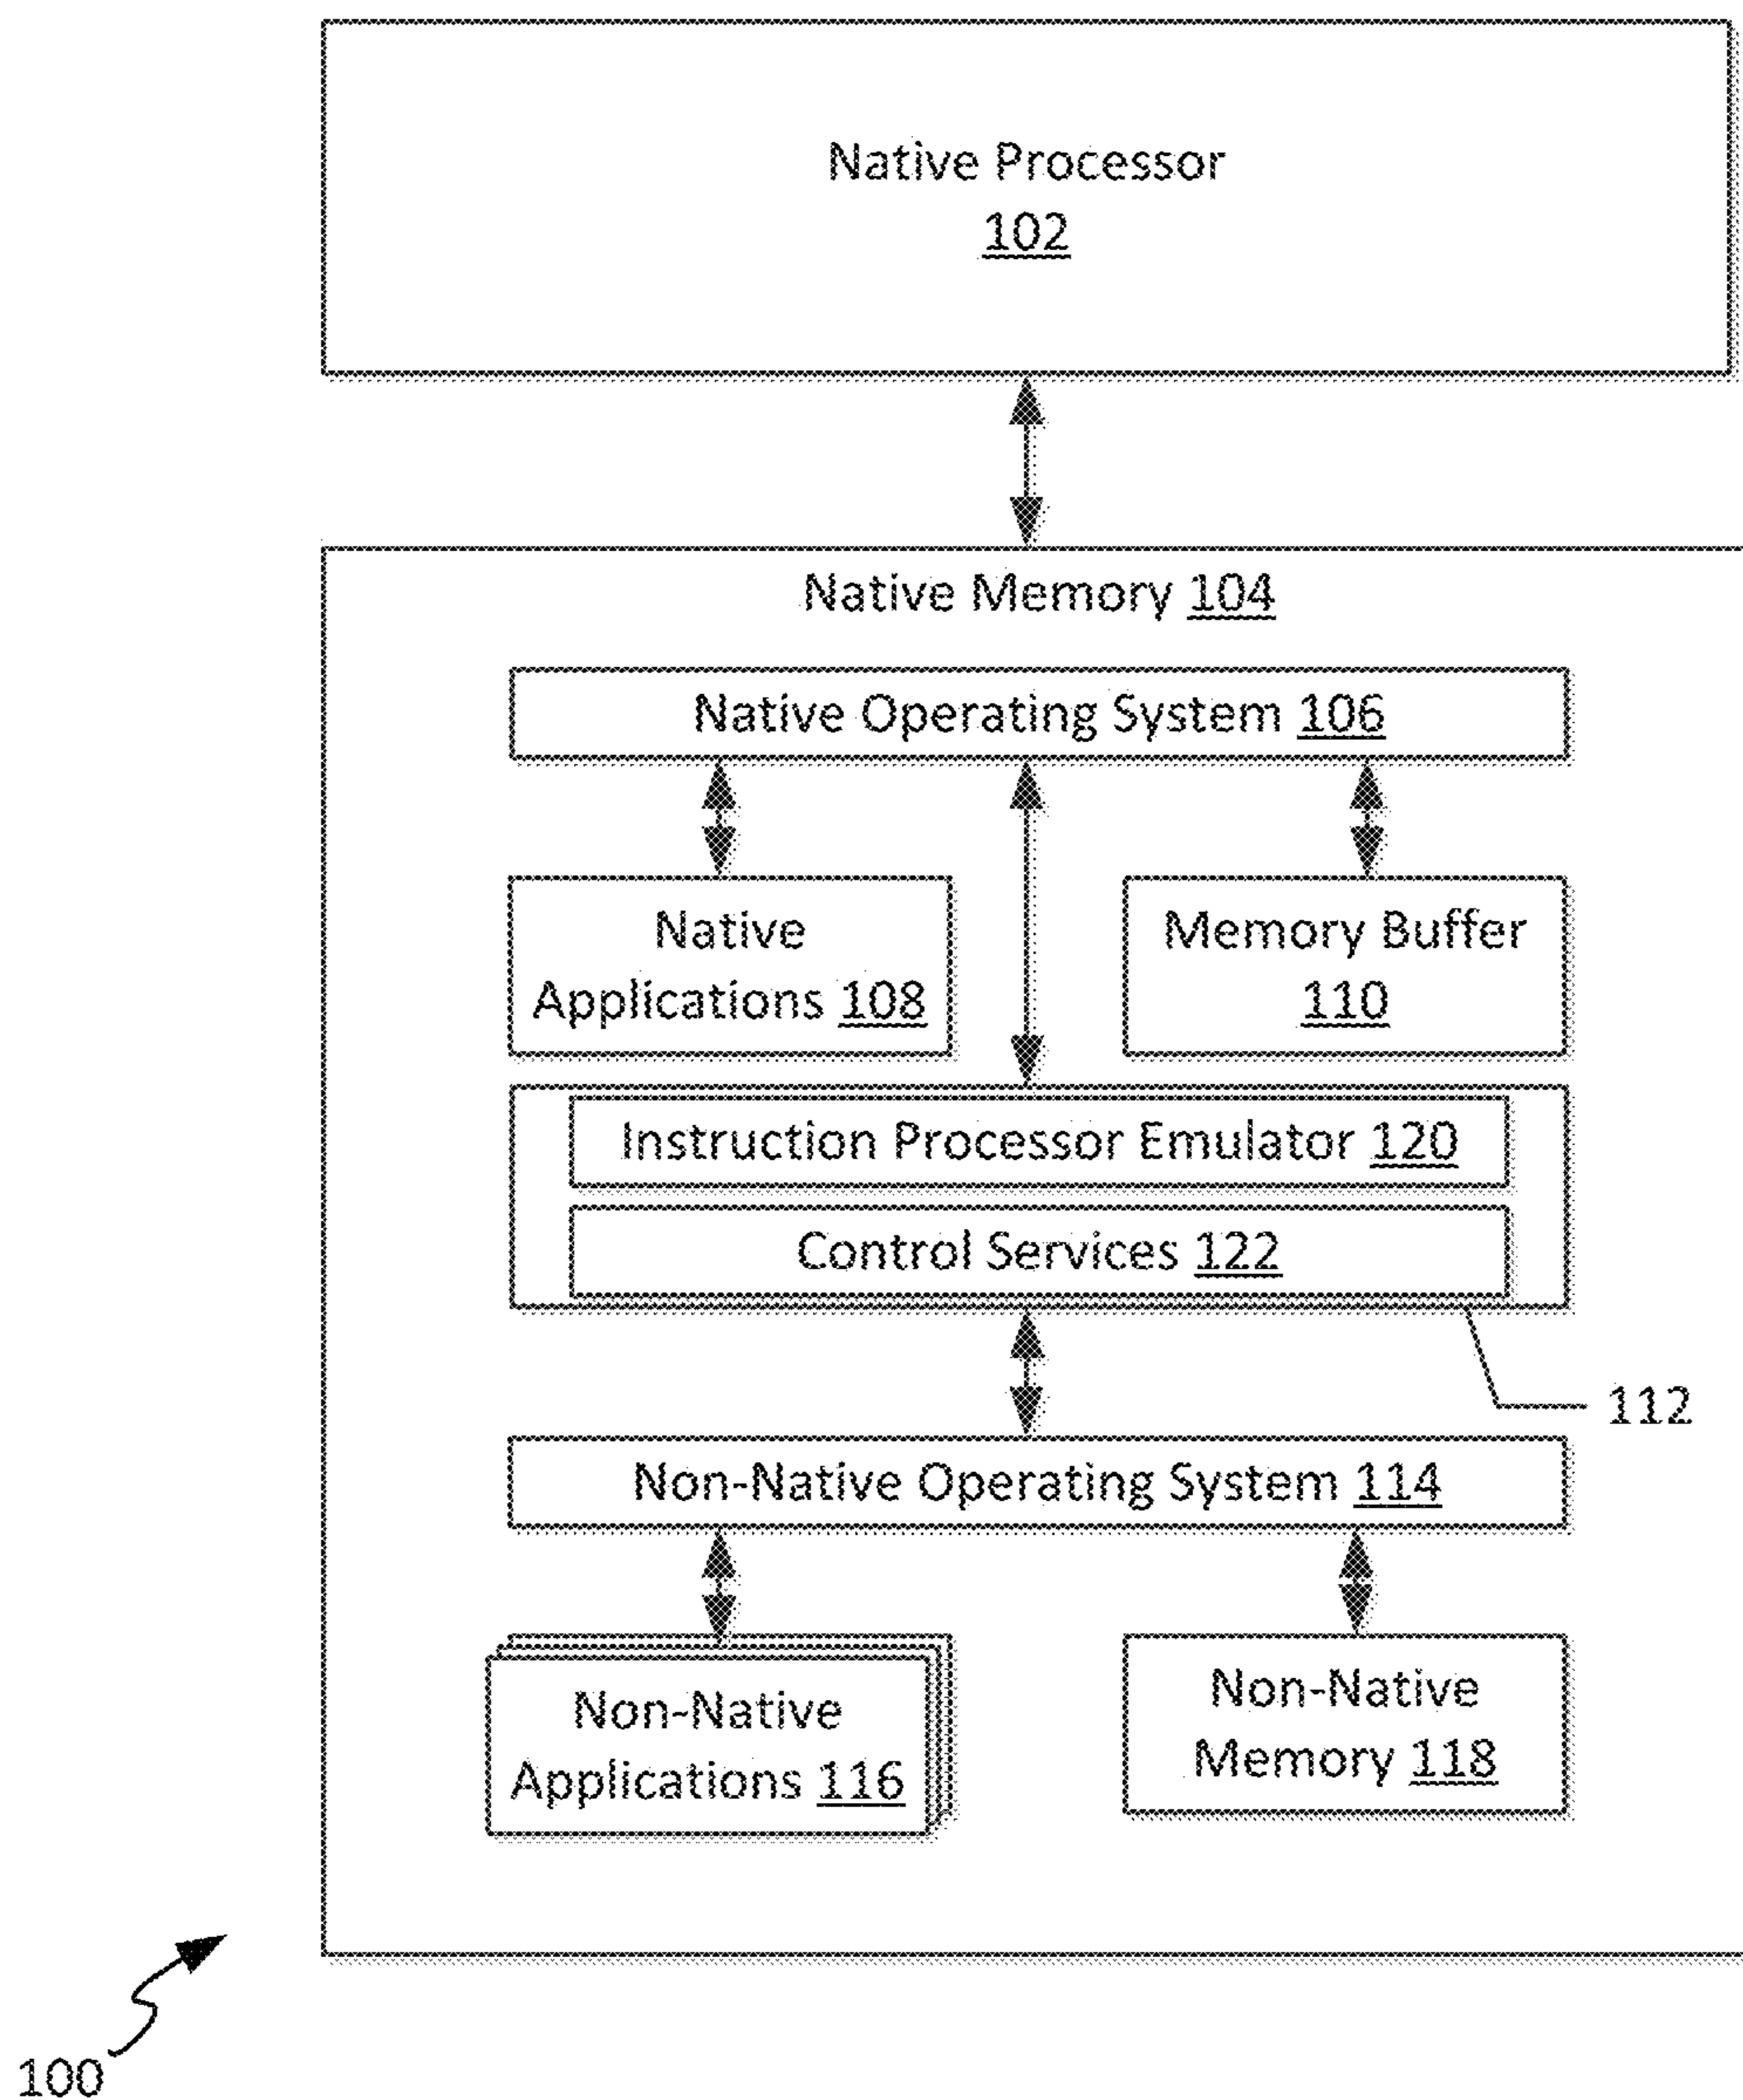 Native Processor
102
Native Memory 104
Native Operating System 106
Native
Applications 108
Memory Buffer
110
Instruction Processor Emulator 120
Control Services 122
112
Non-Native Operating System 114
Non-Native
Applications 116
Non-Native
Memory 118
100